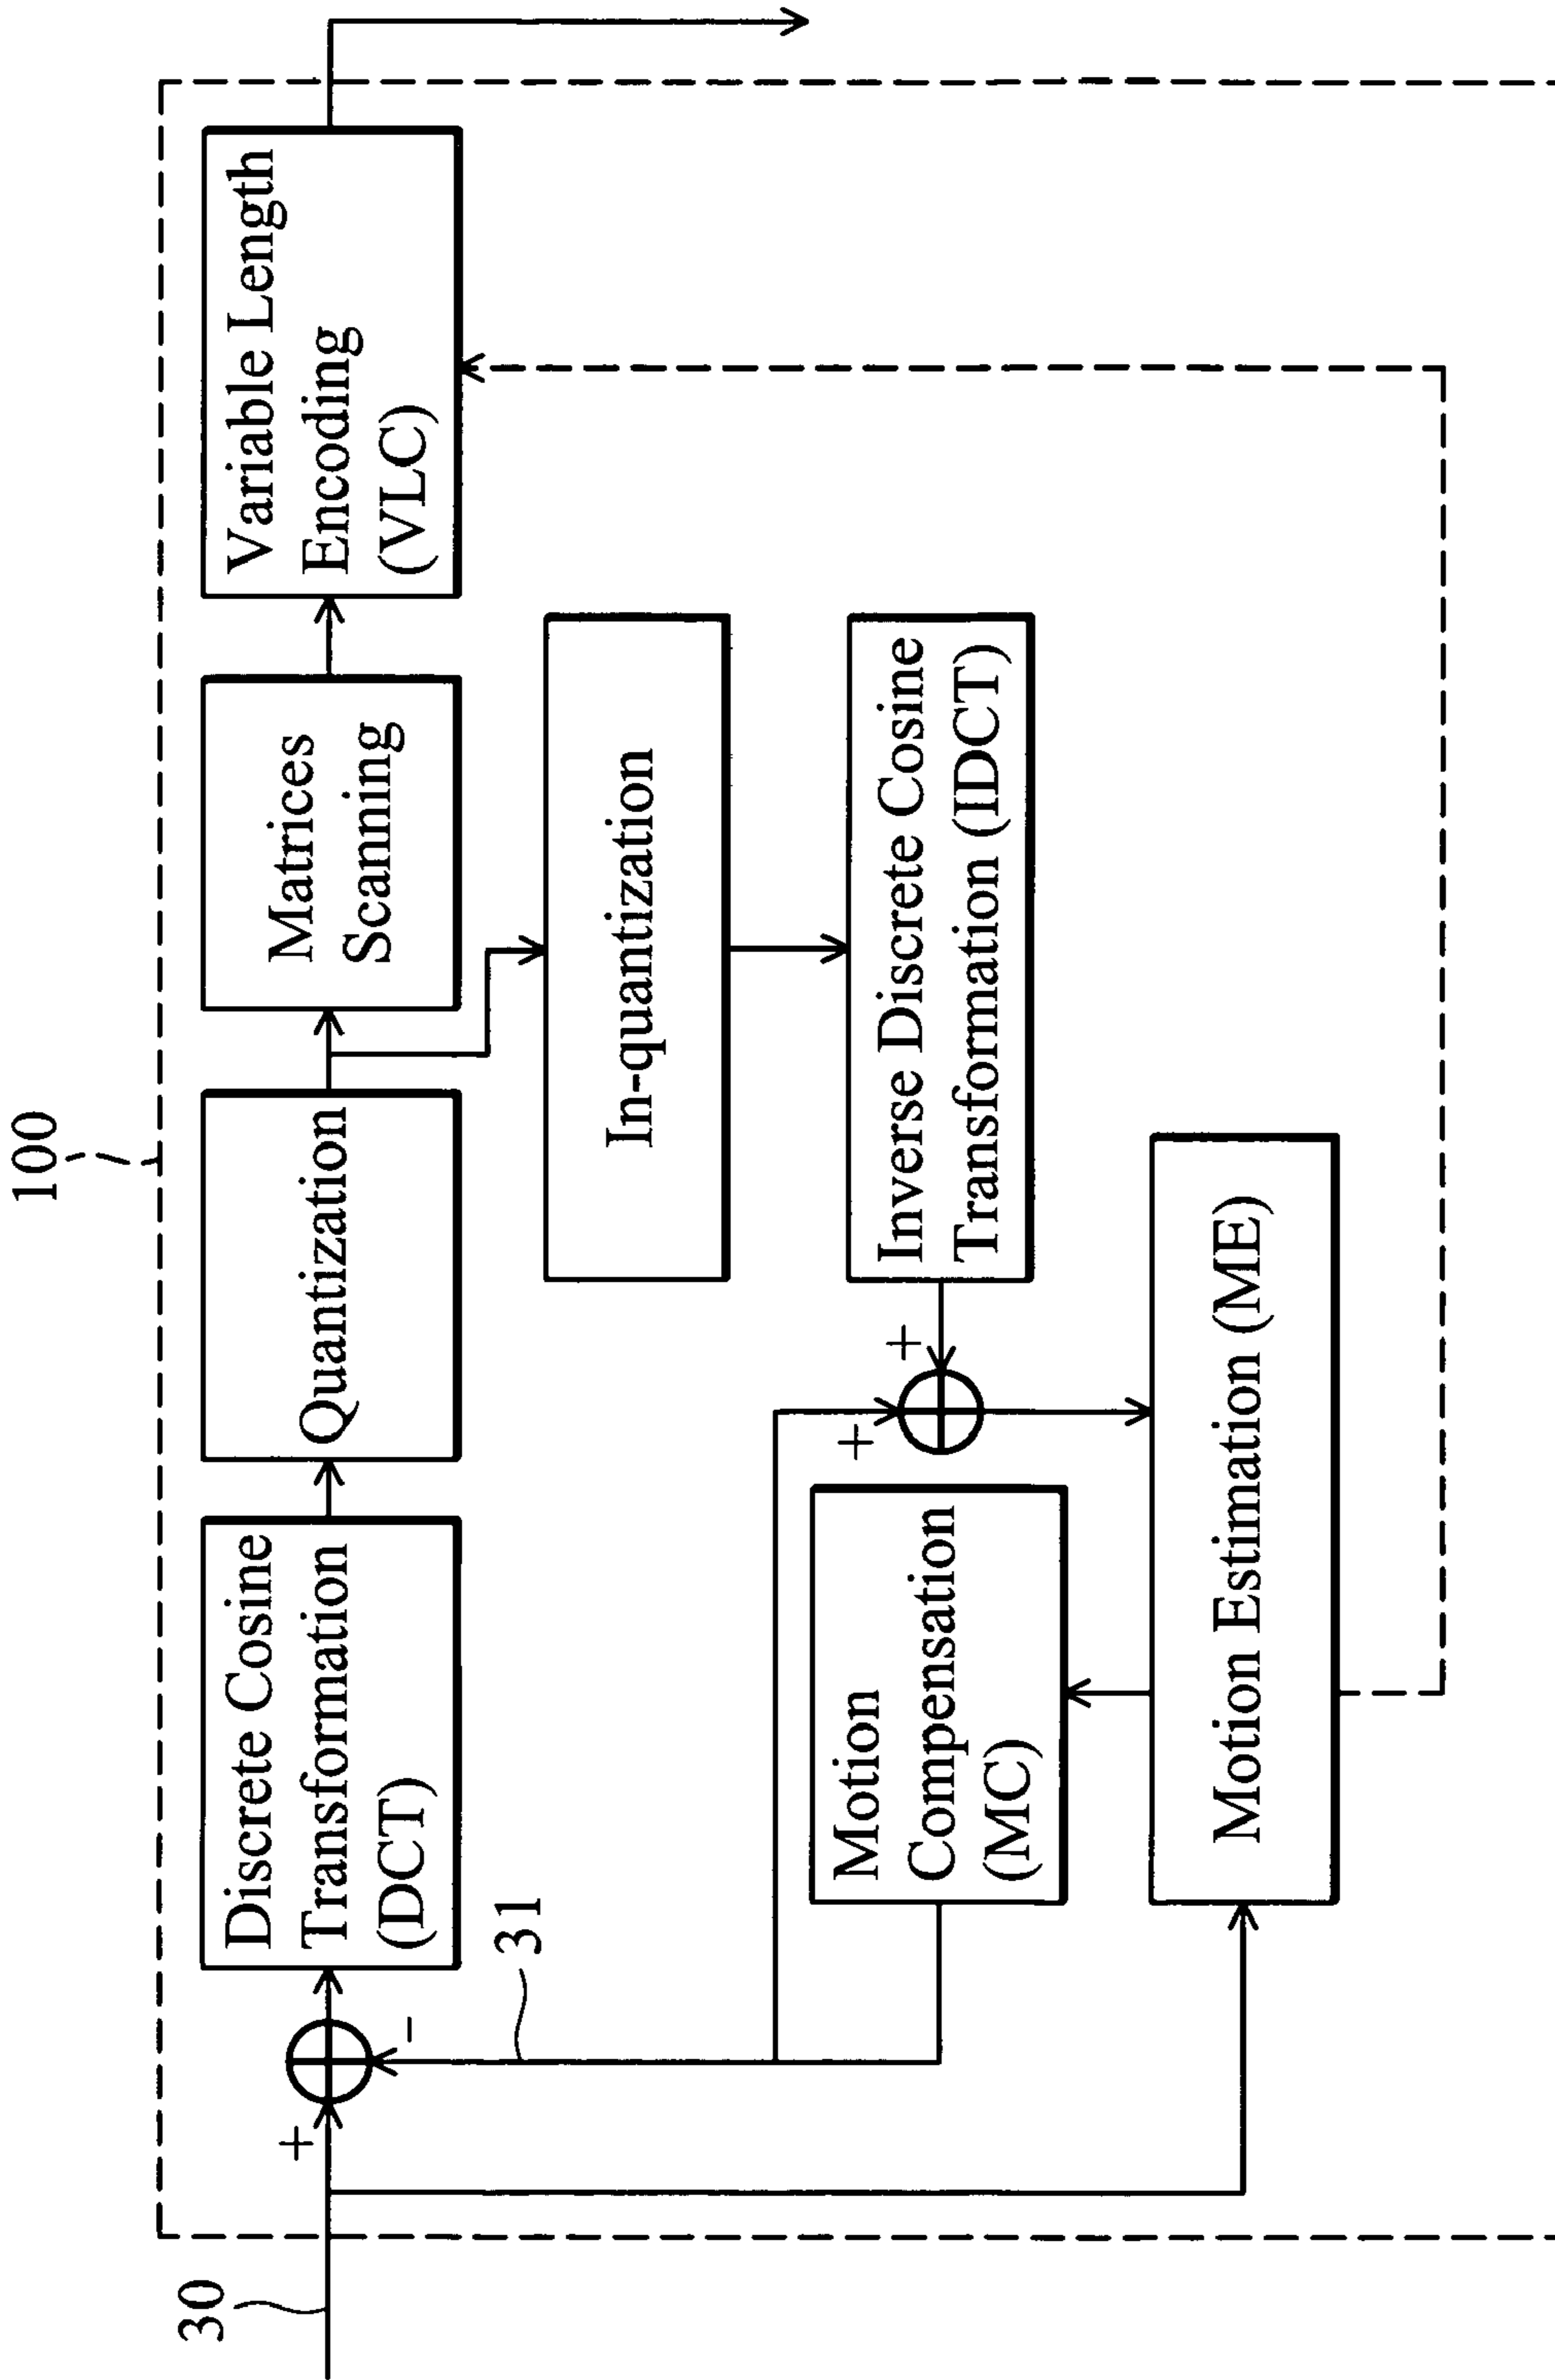 100
30
+
-
31
Discrete Cosine
Transformation
(DCT)
Quantization
Matrices
Scanning
Variable Length
Encoding
(VLC)
In-quantization
Inverse Discrete Cosine
Transformation (IDCT)
+
+
Motion
Compensation
(MC)
Motion Estimation (ME)